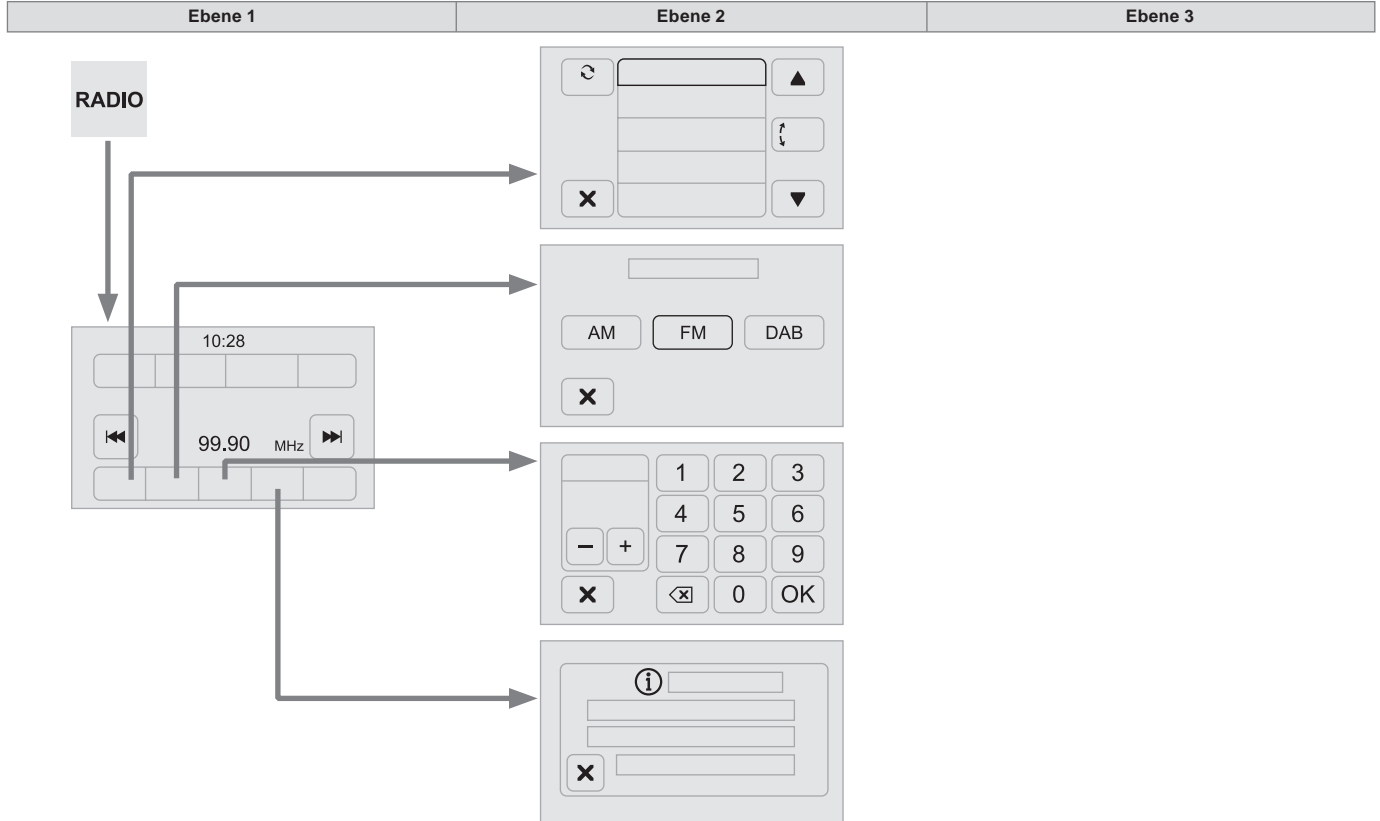 Ebene 1 Ebene 2 Ebene 3
RADIO
10:28
99.90 MHz
AM FM DAB
1 2 3
4 5 6
− + 7 8 9
0 OK